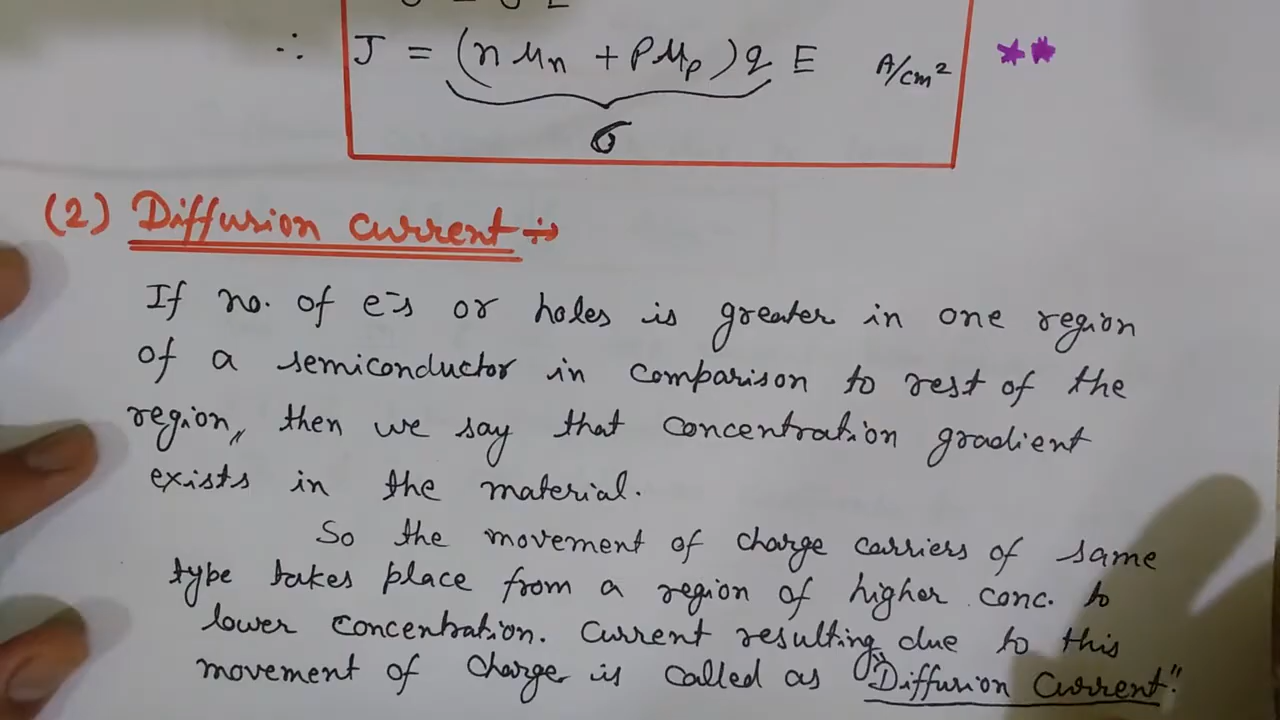 ∴ J = (n μn + p μp) q E A/cm²
σ
(2) Diffusion current :→
If no. of e⁻s or holes is greater in one region
of a semiconductor in comparison to rest of the
region,, then we say that concentration gradient
exists in the material.
So the movement of charge carriers of same
type takes place from a region of higher conc. to
lower concentration. Current resulting due to this
movement of charge is called as "Diffusion Current".